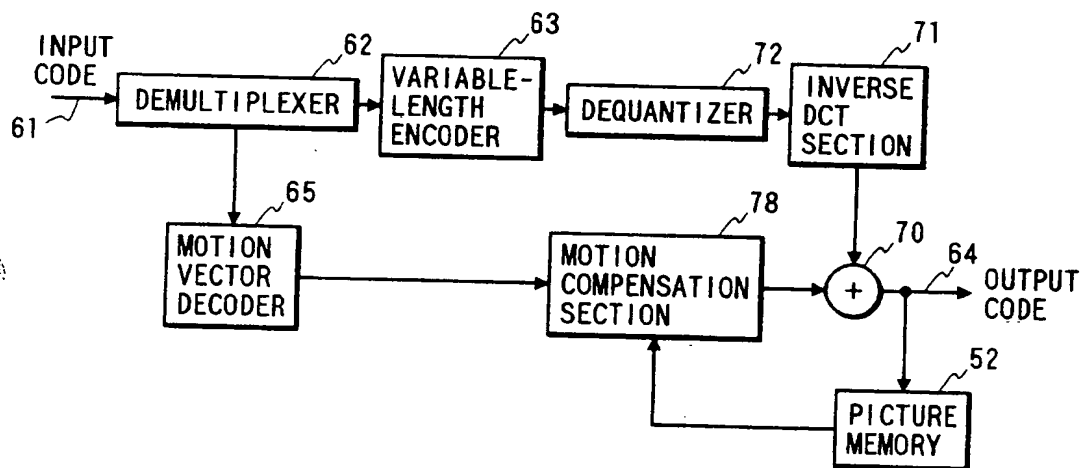 INPUT
CODE
61
62
DEMULTIPLEXER
63
VARIABLE-
LENGTH
ENCODER
72
DEQUANTIZER
71
INVERSE
DCT
SECTION
65
MOTION
VECTOR
DECODER
78
MOTION
COMPENSATION
SECTION
70
+
64
OUTPUT
CODE
52
PICTURE
MEMORY